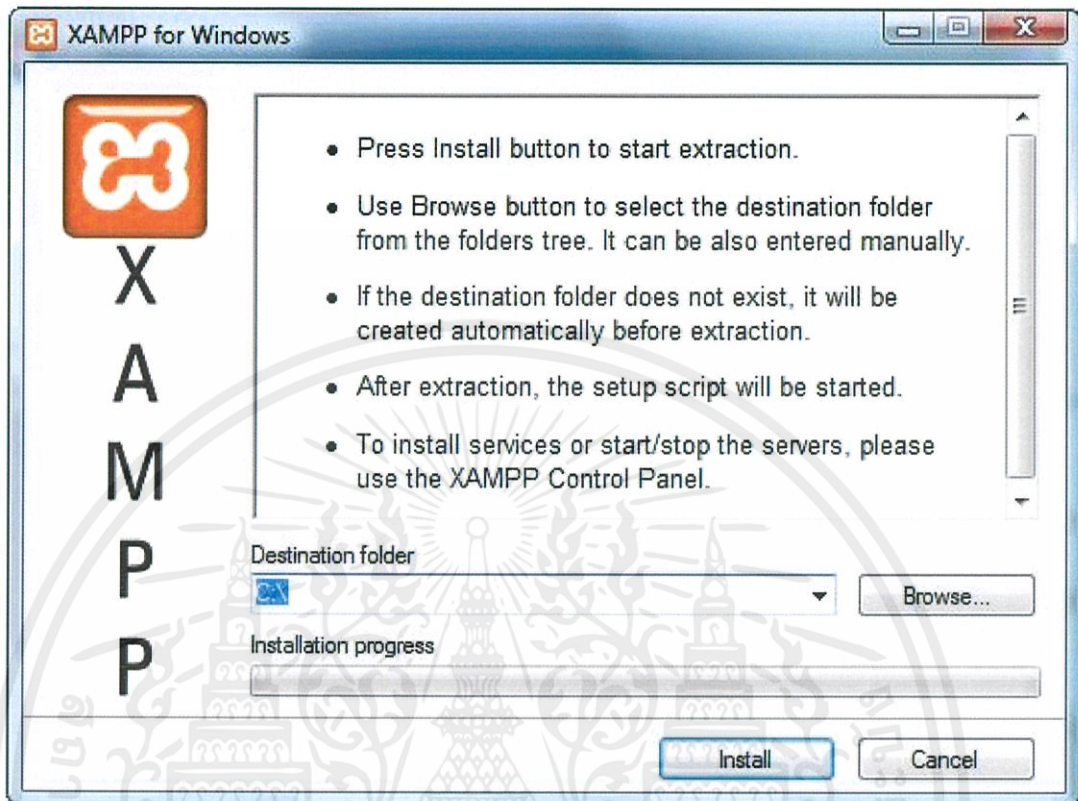 XAMPP for Windows
X
A
M
P
P
• Press Install button to start extraction.
• Use Browse button to select the destination folder
from the folders tree. It can be also entered manually.
• If the destination folder does not exist, it will be
created automatically before extraction.
• After extraction, the setup script will be started.
• To install services or start/stop the servers, please
use the XAMPP Control Panel.
Destination folder
C:\
Browse...
Installation progress
Install
Cancel